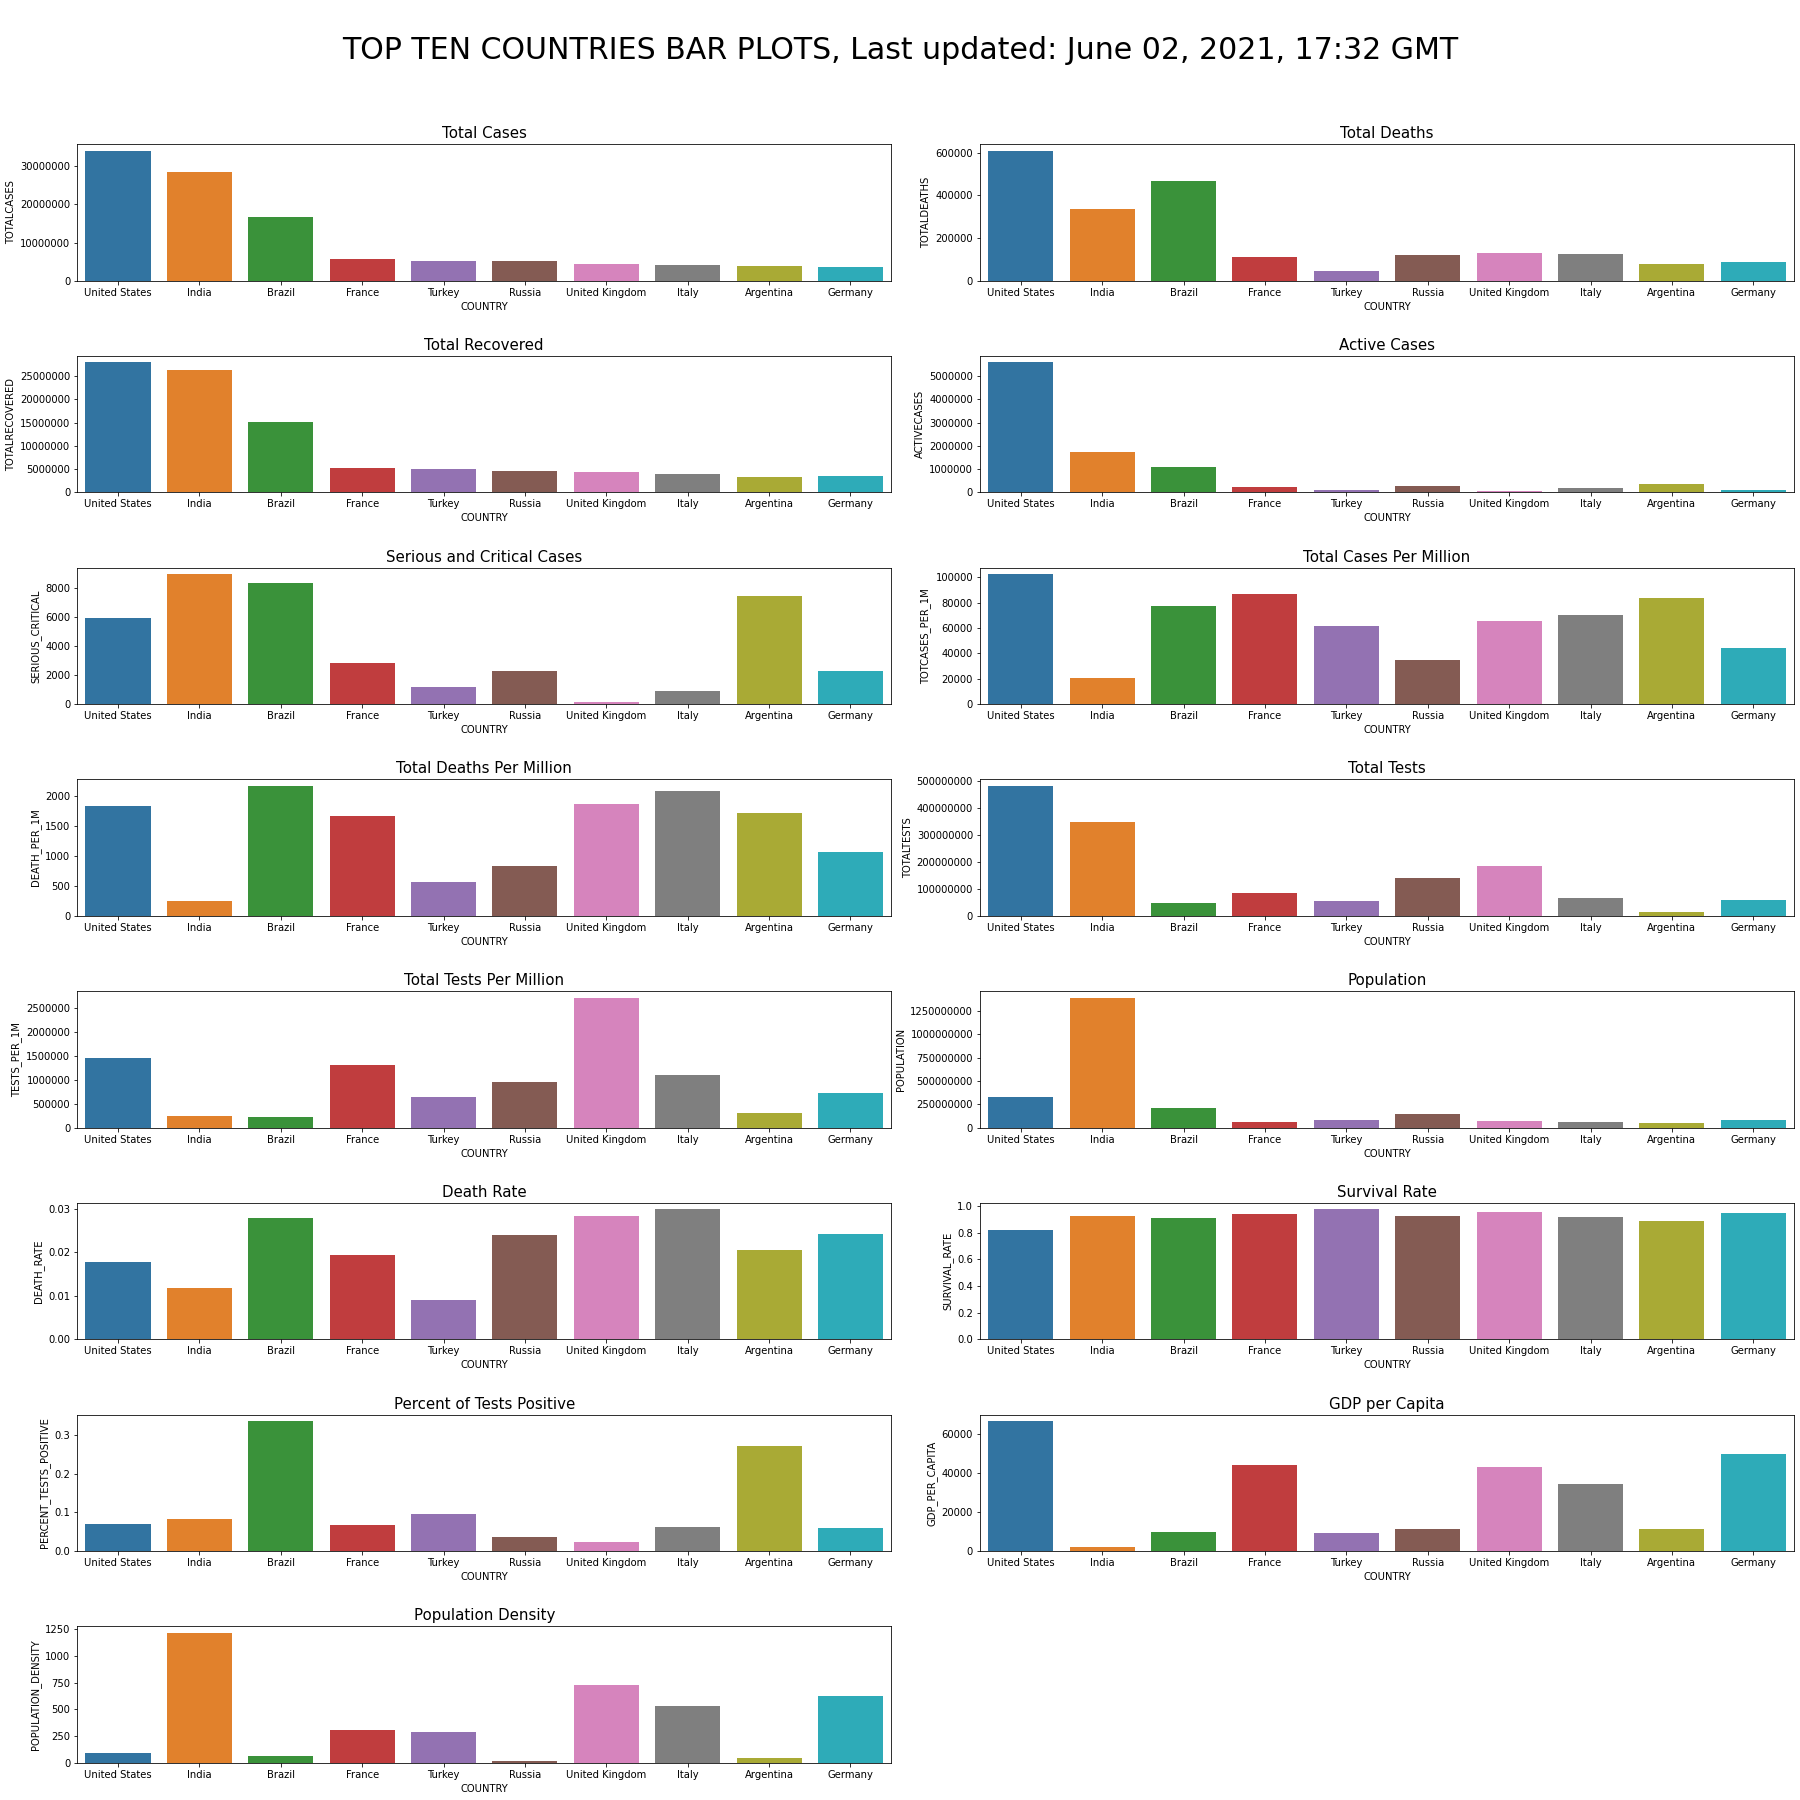 TOP TEN COUNTRIES BAR PLOTS, Last updated: June 02, 2021, 17:32 GMT
Total Cases
TOTALCASES
30000000
20000000
10000000
0
United States India Brazil France Turkey Russia United Kingdom Italy Argentina Germany
COUNTRY
Total Deaths
TOTALDEATHS
600000
400000
200000
0
United States India Brazil France Turkey Russia United Kingdom Italy Argentina Germany
COUNTRY
Total Recovered
TOTALRECOVERED
25000000
20000000
15000000
10000000
5000000
0
United States India Brazil France Turkey Russia United Kingdom Italy Argentina Germany
COUNTRY
Active Cases
ACTIVECASES
5000000
4000000
3000000
2000000
1000000
0
United States India Brazil France Turkey Russia United Kingdom Italy Argentina Germany
COUNTRY
Serious and Critical Cases
SERIOUS_CRITICAL
8000
6000
4000
2000
0
United States India Brazil France Turkey Russia United Kingdom Italy Argentina Germany
COUNTRY
Total Cases Per Million
TOTCASES_PER_1M
100000
80000
60000
40000
20000
0
United States India Brazil France Turkey Russia United Kingdom Italy Argentina Germany
COUNTRY
Total Deaths Per Million
DEATH_PER_1M
2000
1500
1000
500
0
United States India Brazil France Turkey Russia United Kingdom Italy Argentina Germany
COUNTRY
Total Tests
TOTALTESTS
500000000
400000000
300000000
200000000
100000000
0
United States India Brazil France Turkey Russia United Kingdom Italy Argentina Germany
COUNTRY
Total Tests Per Million
TESTS_PER_1M
2500000
2000000
1500000
1000000
500000
0
United States India Brazil France Turkey Russia United Kingdom Italy Argentina Germany
COUNTRY
Population
POPULATION
1250000000
1000000000
750000000
500000000
250000000
0
United States India Brazil France Turkey Russia United Kingdom Italy Argentina Germany
COUNTRY
Death Rate
DEATH_RATE
0.03
0.02
0.01
0.00
United States India Brazil France Turkey Russia United Kingdom Italy Argentina Germany
COUNTRY
Survival Rate
SURVIVAL_RATE
1.0
0.8
0.6
0.4
0.2
0.0
United States India Brazil France Turkey Russia United Kingdom Italy Argentina Germany
COUNTRY
Percent of Tests Positive
PERCENT_TESTS_POSITIVE
0.3
0.2
0.1
0.0
United States India Brazil France Turkey Russia United Kingdom Italy Argentina Germany
COUNTRY
GDP per Capita
GDP_PER_CAPITA
60000
40000
20000
0
United States India Brazil France Turkey Russia United Kingdom Italy Argentina Germany
COUNTRY
Population Density
POPULATION_DENSITY
1250
1000
750
500
250
0
United States India Brazil France Turkey Russia United Kingdom Italy Argentina Germany
COUNTRY